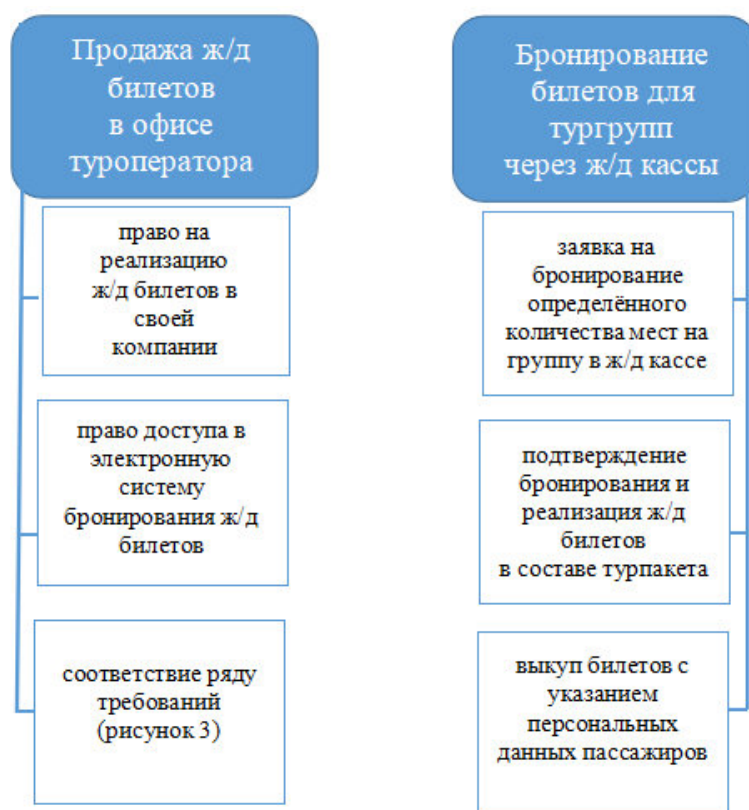 Продажа ж/д
билетов
в офисе
туроператора
право на
реализацию
ж/д билетов в
своей
компании
право доступа в
электронную
систему
бронирования ж/д
билетов
соответствие ряду
требований
(рисунок 3)
Бронирование
билетов для
тургрупп
через ж/д кассы
заявка на
бронирование
определённого
количества мест на
группу в ж/д кассе
подтверждение
бронирования и
реализация ж/д
билетов
в составе турпакета
выкуп билетов с
указанием
персональных
данных пассажиров